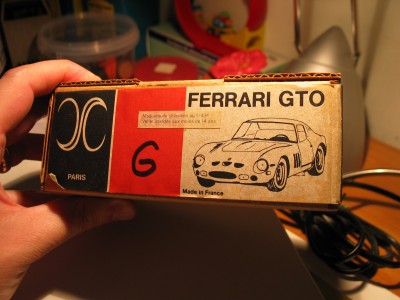 FERRARI GTO
PARIS
G
Made in France